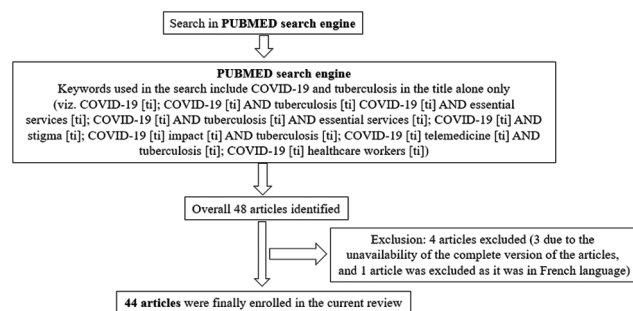 Search in PUBMED search engine
PUBMED search engine
Keywords used in the search include COVID-19 and tuberculosis in the title alone only
(viz. COVID-19 [ti]; COVID-19 [ti] AND tuberculosis [ti] COVID-19 [ti] AND essential
services [ti]; COVID-19 [ti] AND tuberculosis [ti] AND essential services [ti]; COVID-19 [ti] AND
stigma [ti]; COVID-19 [ti] impact [ti] AND tuberculosis [ti]; COVID-19 [ti] telemedicine [ti] AND
tuberculosis [ti]; COVID-19 [ti] healthcare workers [ti])
Overall 48 articles identified
Exclusion: 4 articles excluded (3 due to the
unavailability of the complete version of the articles,
and 1 article was excluded as it was in French language)
44 articles were finally enrolled in the current review